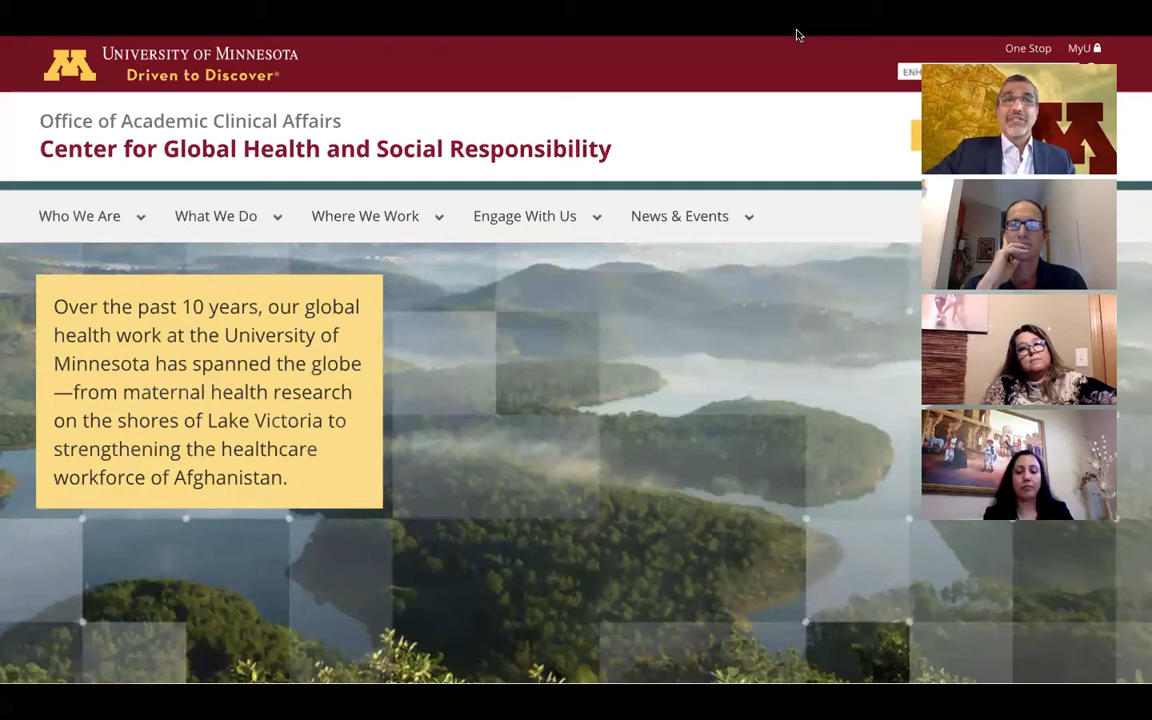 UNIVERSITY OF MINNESOTA
Driven to Discover®
One Stop
MyU
ENH
Office of Academic Clinical Affairs
Center for Global Health and Social Responsibility
Who We Are
What We Do
Where We Work
Engage With Us
News & Events
Over the past 10 years, our global
health work at the University of
Minnesota has spanned the globe
—from maternal health research
on the shores of Lake Victoria to
strengthening the healthcare
workforce of Afghanistan.